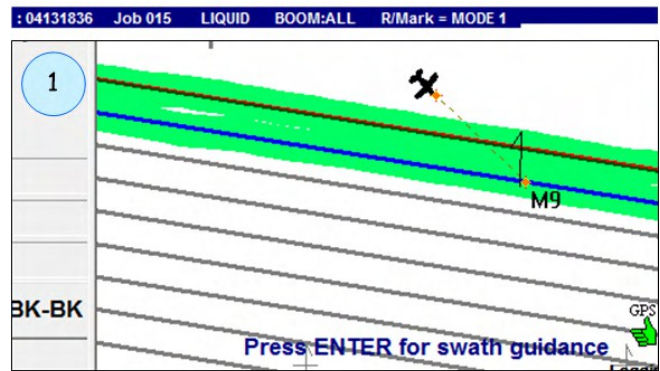 : 04131836 Job 015 LIQUID BOOM:ALL R/Mark = MODE 1
1
M9
BK-BK
GPS
Press ENTER for swath guidance